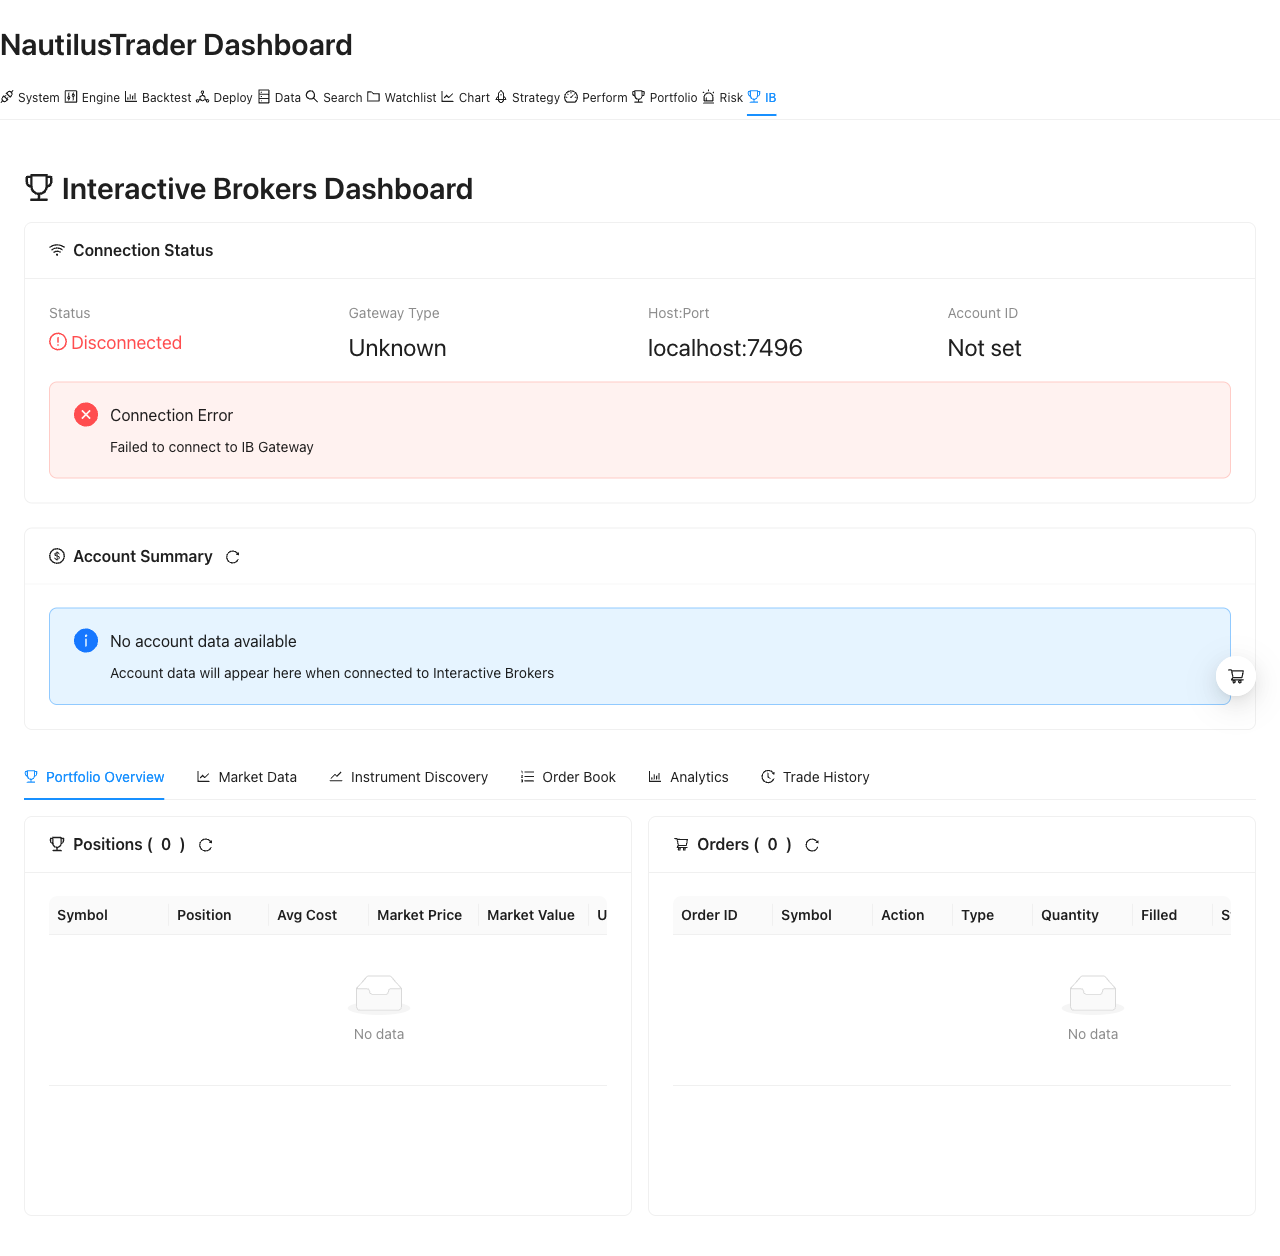 NautilusTrader Dashboard
System Engine Backtest Deploy Data Search Watchlist Chart Strategy Perform Portfolio Risk IB
Interactive Brokers Dashboard
Connection Status
Status Gateway Type Host:Port Account ID
Disconnected Unknown localhost:7496 Not set
Connection Error
Failed to connect to IB Gateway
Account Summary
No account data available
Account data will appear here when connected to Interactive Brokers
Portfolio Overview Market Data Instrument Discovery Order Book Analytics Trade History
Positions ( 0 )
Symbol Position Avg Cost Market Price Market Value U
No data
Orders ( 0 )
Order ID Symbol Action Type Quantity Filled S
No data